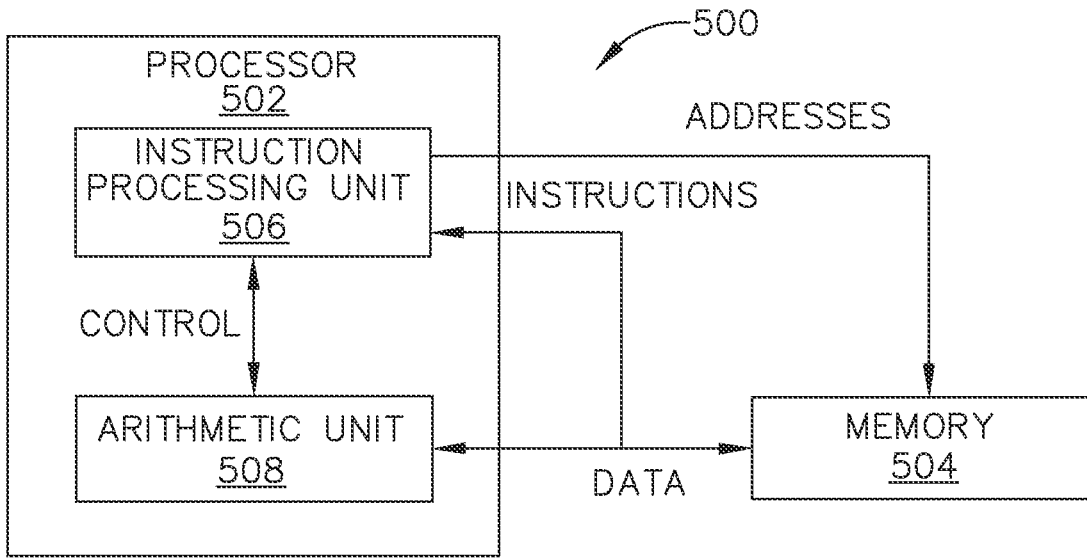 500
PROCESSOR
502
ADDRESSES
INSTRUCTION
PROCESSING UNIT
506
INSTRUCTIONS
CONTROL
ARITHMETIC UNIT
508
DATA
MEMORY
504